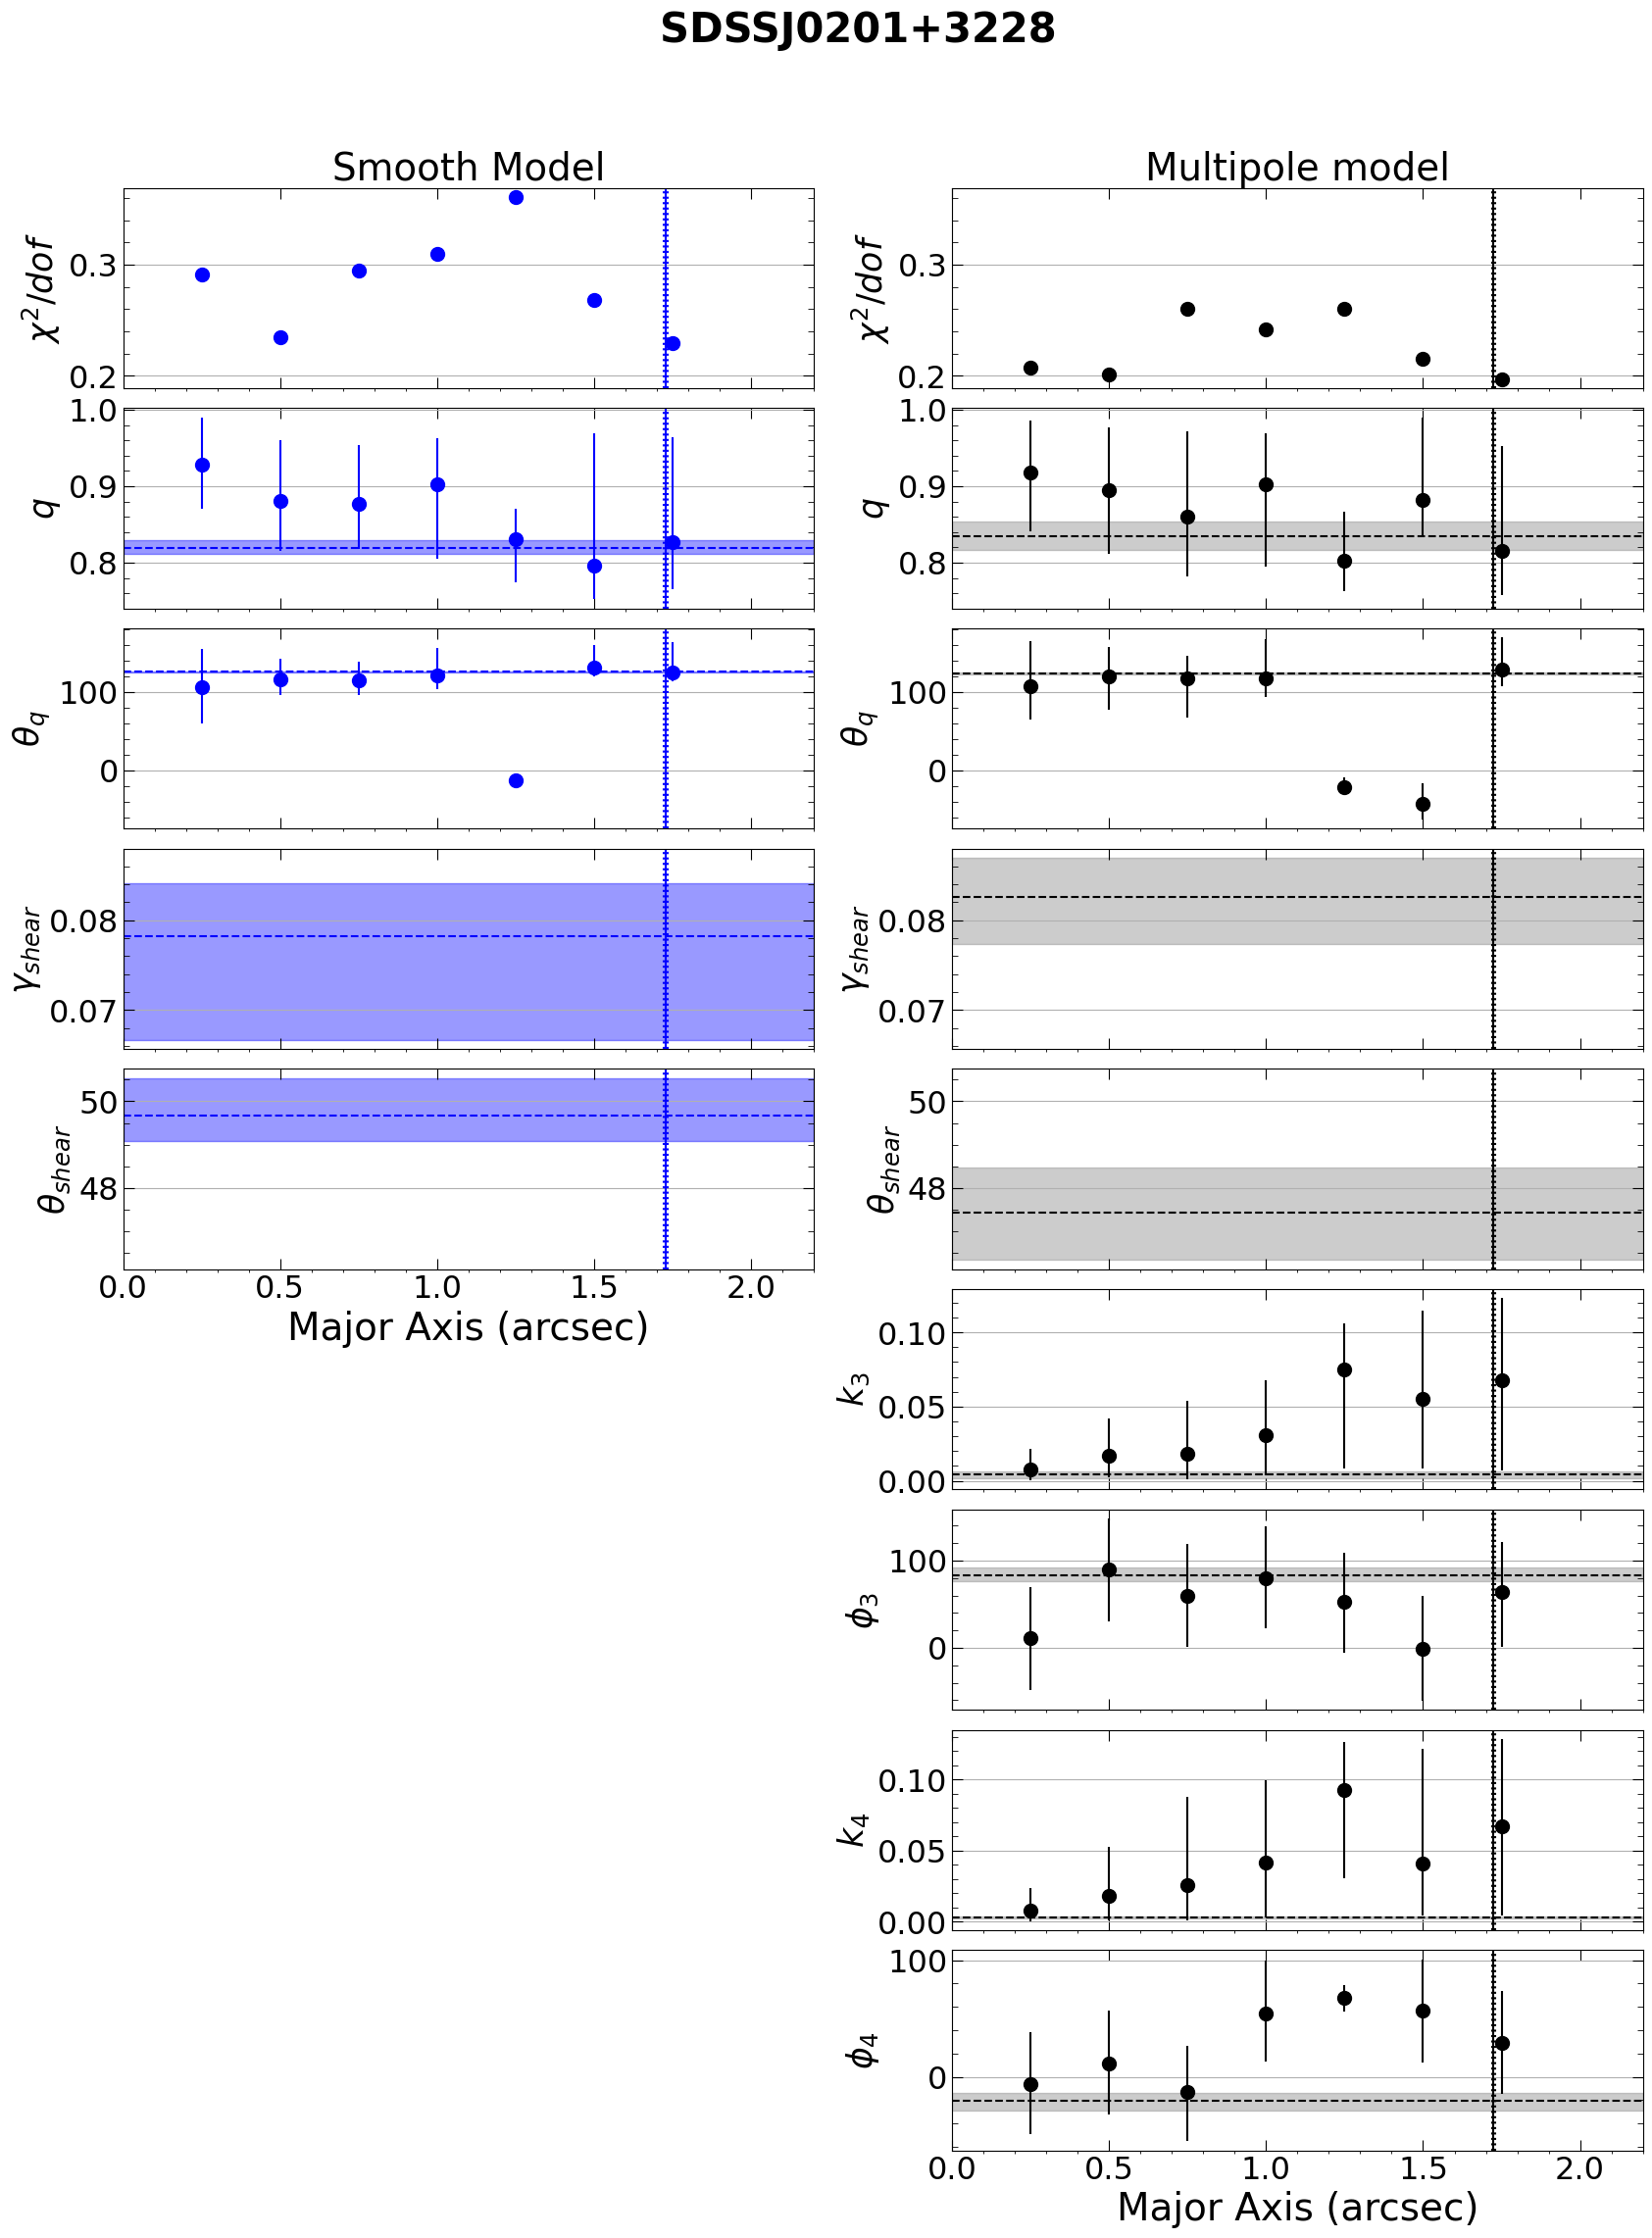 SDSSJ0201+3228
Smooth Model
χ²/dof
0.3
0.2
q
1.0
0.9
0.8
θq
100
0
γshear
0.08
0.07
θshear
50
48
0.0 0.5 1.0 1.5 2.0
Major Axis (arcsec)
Multipole model
χ²/dof
0.3
0.2
q
1.0
0.9
0.8
θq
100
0
γshear
0.08
0.07
θshear
50
48
k3
0.10
0.05
0.00
ϕ3
100
0
k4
0.10
0.05
0.00
ϕ4
100
0
0.0 0.5 1.0 1.5 2.0
Major Axis (arcsec)